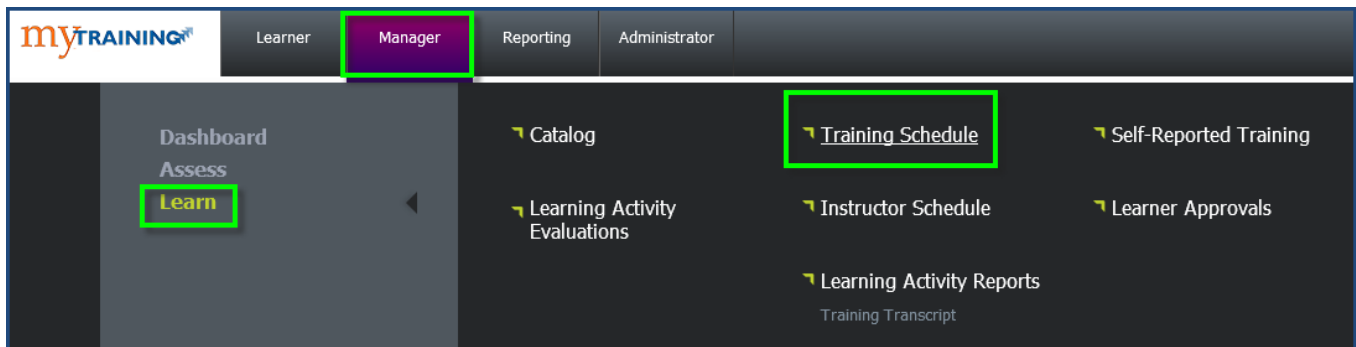 myTRAINING
Learner
Manager
Reporting
Administrator
Dashboard
Assess
Learn
Catalog
Training Schedule
Self-Reported Training
Learning Activity
Evaluations
Instructor Schedule
Learner Approvals
Learning Activity Reports
Training Transcript